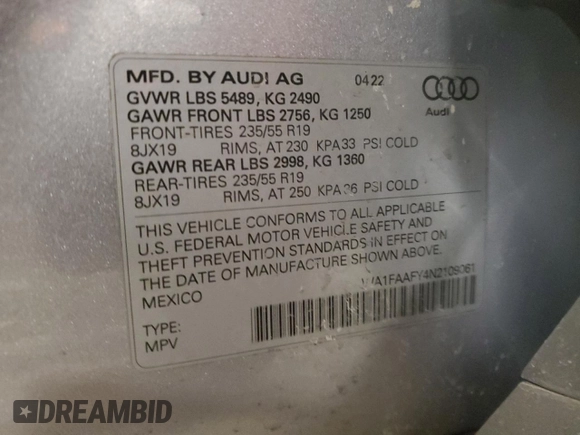 MFD. BY AUDI AG 0422
GVWR LBS 5489, KG 2490
GAWR FRONT LBS 2756, KG 1250
FRONT-TIRES 235/55 R19
8JX19 RIMS, AT 230 KPA 33 PSI COLD
GAWR REAR LBS 2998, KG 1360
REAR-TIRES 235/55 R19
8JX19 RIMS, AT 250 KPA 36 PSI COLD
Audi
THIS VEHICLE CONFORMS TO ALL APPLICABLE
U.S. FEDERAL MOTOR VEHICLE SAFETY AND
THEFT PREVENTION STANDARDS IN EFFECT ON
THE DATE OF MANUFACTURE SHOWN ABOVE
MEXICO
TYPE:
MPV
DREAMBID